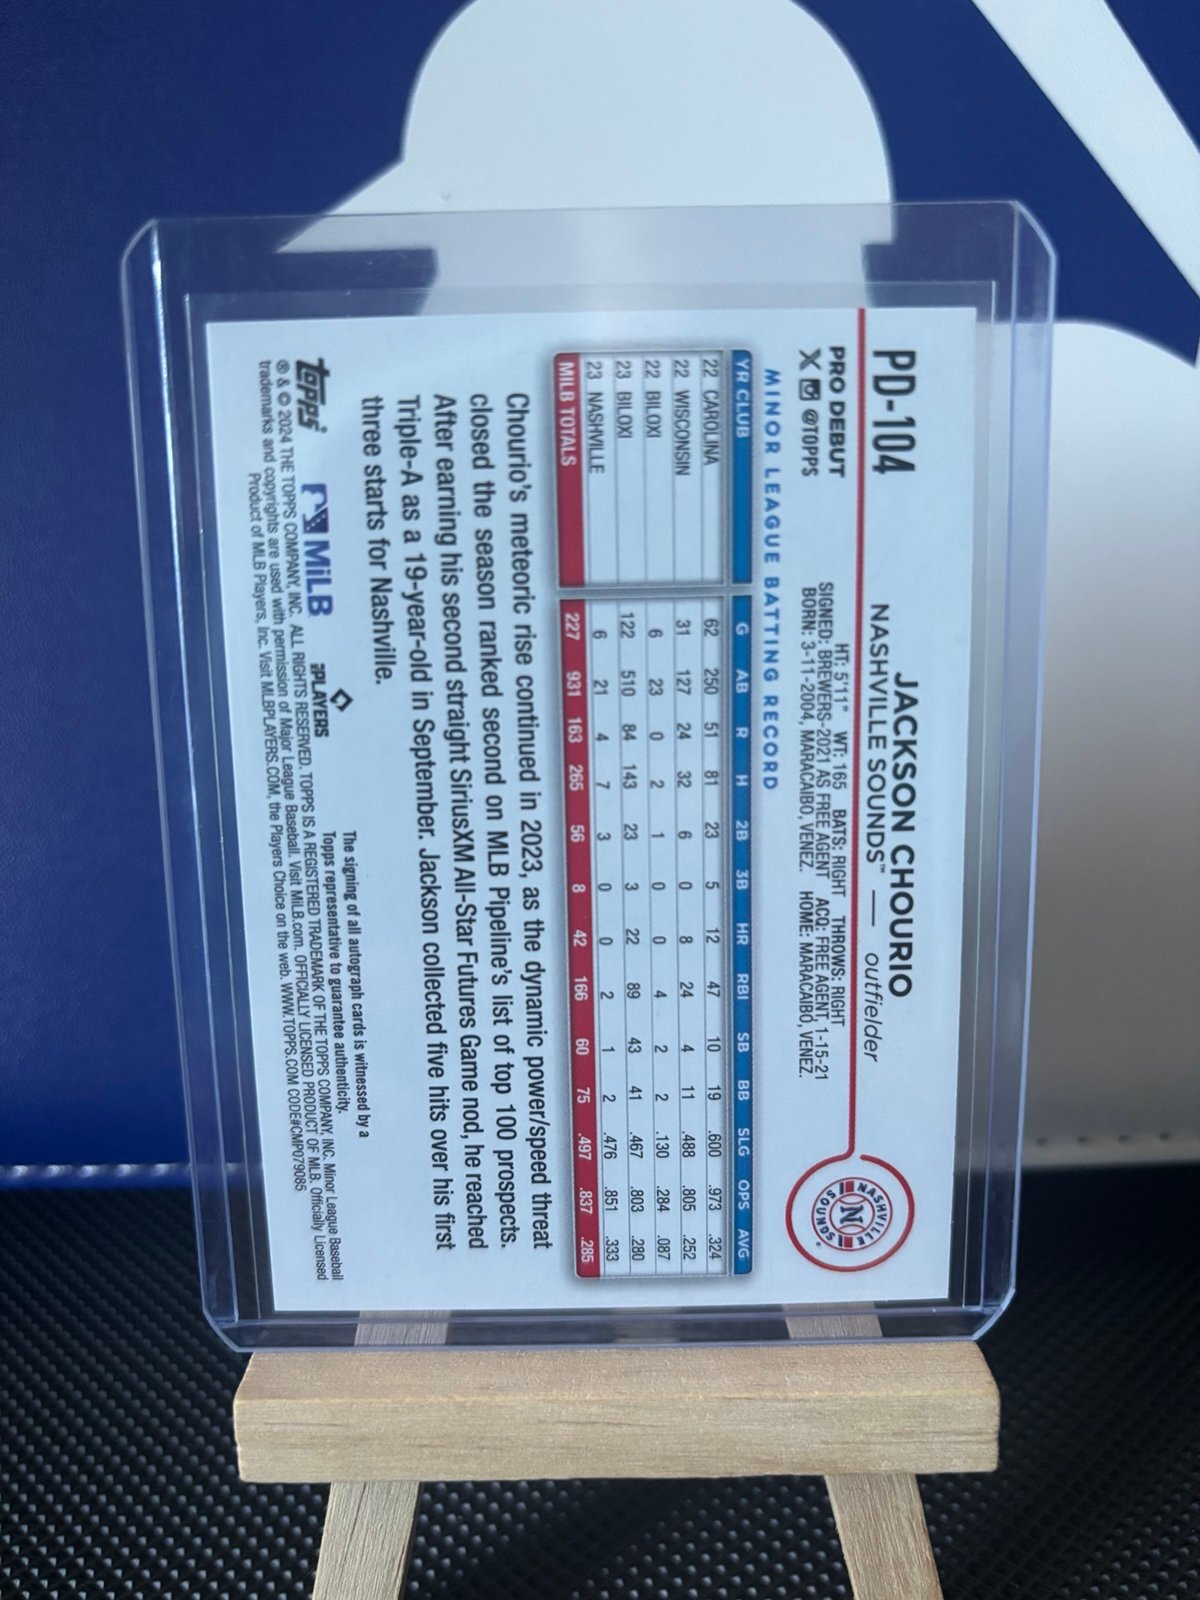 PD-104
JACKSON CHOURIO
NASHVILLE SOUNDS™ — outfielder
PRO DEBUT
X @TOPPS
HT: 5'11" WT: 165 BATS: RIGHT THROWS: RIGHT
SIGNED: BREWERS-2021 AS FREE AGENT ACQ: FREE AGENT, 1-15-21
BORN: 3-11-2004, MARACAIBO, VENEZ. HOME: MARACAIBO, VENEZ.
NASHVILLE
N
SOUNDS
MINOR LEAGUE BATTING RECORD
YR CLUB G AB R H 2B 3B HR RBI SB BB SLG OPS AVG
22 CAROLINA 62 250 51 81 23 5 12 47 10 19 .600 .973 .324
22 WISCONSIN 31 127 24 32 6 0 8 24 4 11 .488 .805 .252
22 BILOXI 6 23 0 2 1 0 0 4 2 2 .130 .284 .087
23 BILOXI 122 510 84 143 23 3 22 89 43 41 .467 .803 .280
23 NASHVILLE 6 21 4 7 3 0 0 2 1 2 .476 .851 .333
MILB TOTALS 227 931 163 265 56 8 42 166 60 75 .497 .837 .285
Chourio's meteoric rise continued in 2023, as the dynamic power/speed threat
closed the season ranked second on MLB Pipeline's list of top 100 prospects.
After earning his second straight SiriusXM All-Star Futures Game nod, he reached
Triple-A as a 19-year-old in September. Jackson collected five hits over his first
three starts for Nashville.
topps
MiLB
PLAYERS
The signing of all autograph cards is witnessed by a
Topps representative to guarantee authenticity.
® & © 2024 THE TOPPS COMPANY, INC. ALL RIGHTS RESERVED. TOPPS IS A REGISTERED TRADEMARK OF THE TOPPS COMPANY, INC. Minor League Baseball
trademarks and copyrights are used with permission of Major League Baseball. Visit MiLB.com. OFFICIALLY LICENSED PRODUCT OF MLB. Officially Licensed
Product of MLB Players, Inc. Visit MLBPLAYERS.COM, the Players Choice on the web. WWW.TOPPS.COM CODE#CMP079085